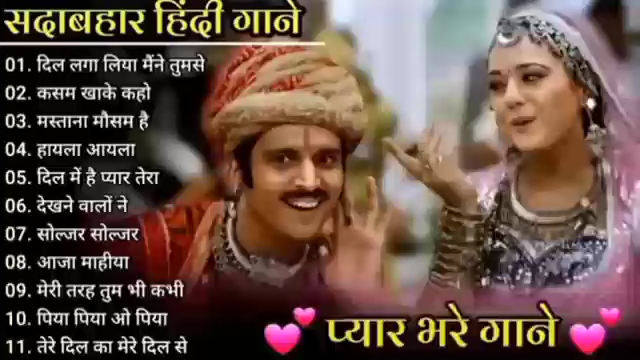 सदाबहार हिंदी गाने
01. दिल लगा लिया मैंने तुमसे
02. कसम खाके कहो
03. मस्ताना मौसम है
04. हायला आयला
05. दिल में है प्यार तेरा
06. देखने वालों ने
07. सोल्जर सोल्जर
08. आजा माहीया
09. मेरी तरह तुम भी कभी
10. पिया पिया ओ पिया
11. तेरे दिल का मेरे दिल से
प्यार भरे गाने